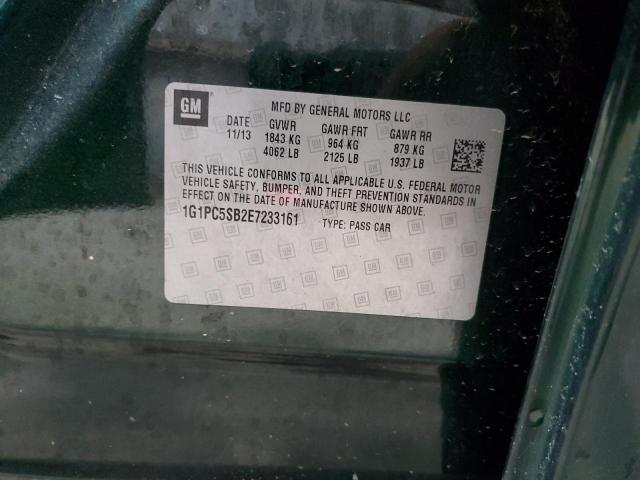 GM
MFD BY GENERAL MOTORS LLC
DATE GVWR GAWR FRT GAWR RR
11/13 1843 KG 964 KG 879 KG
4062 LB 2125 LB 1937 LB
THIS VEHICLE CONFORMS TO ALL APPLICABLE U.S. FEDERAL MOTOR
VEHICLE SAFETY, BUMPER, AND THEFT PREVENTION STANDARDS IN
EFFECT ON THE DATE OF MANUFACTURE SHOWN ABOVE.
1G1PC5SB2E7233161 TYPE: PASS CAR